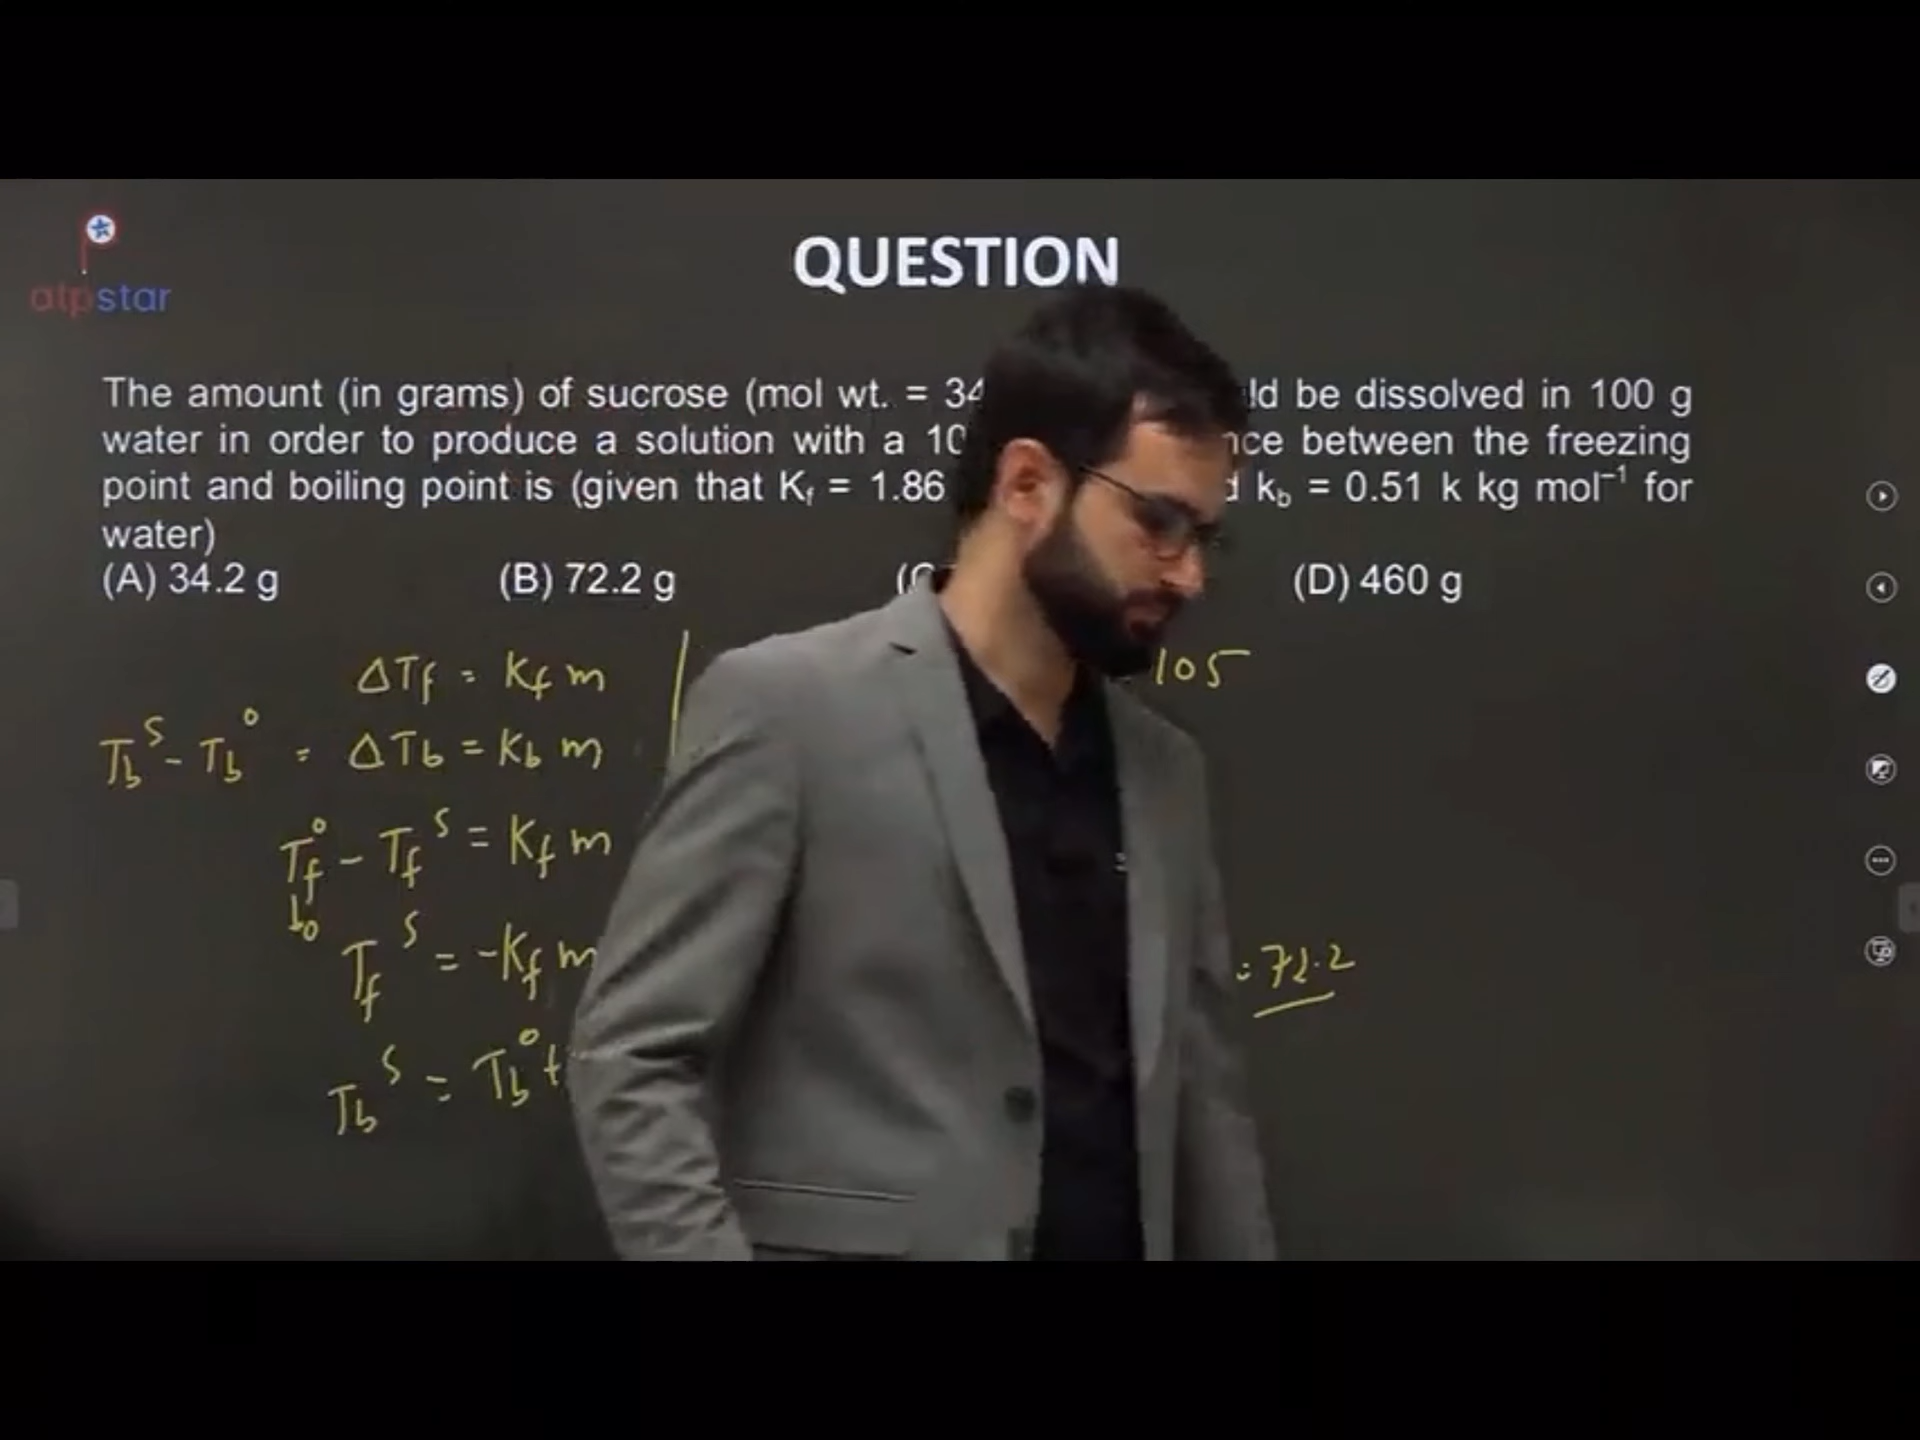 atpstar
QUESTION
The amount (in grams) of sucrose (mol wt. = 34 ld be dissolved in 100 g
water in order to produce a solution with a 10 nce between the freezing
point and boiling point is (given that Kf = 1.86 d kb = 0.51 k kg mol⁻¹ for
water)
(A) 34.2 g (B) 72.2 g (C (D) 460 g
ΔTf = Kf m 105
Tb^s - Tb° = ΔTb = Kb m
Tf° - Tf^s = Kf m
↓0
Tf^s = -Kf m = 72.2
Tb^s = Tb° +